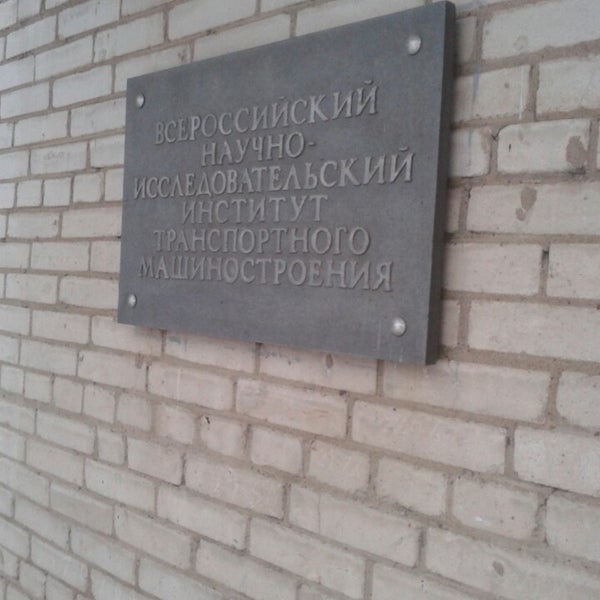 ВСЕРОССИЙСКИЙ
НАУЧНО-
ИССЛЕДОВАТЕЛЬСКИЙ
ИНСТИТУТ
ТРАНСПОРТНОГО
МАШИНОСТРОЕНИЯ